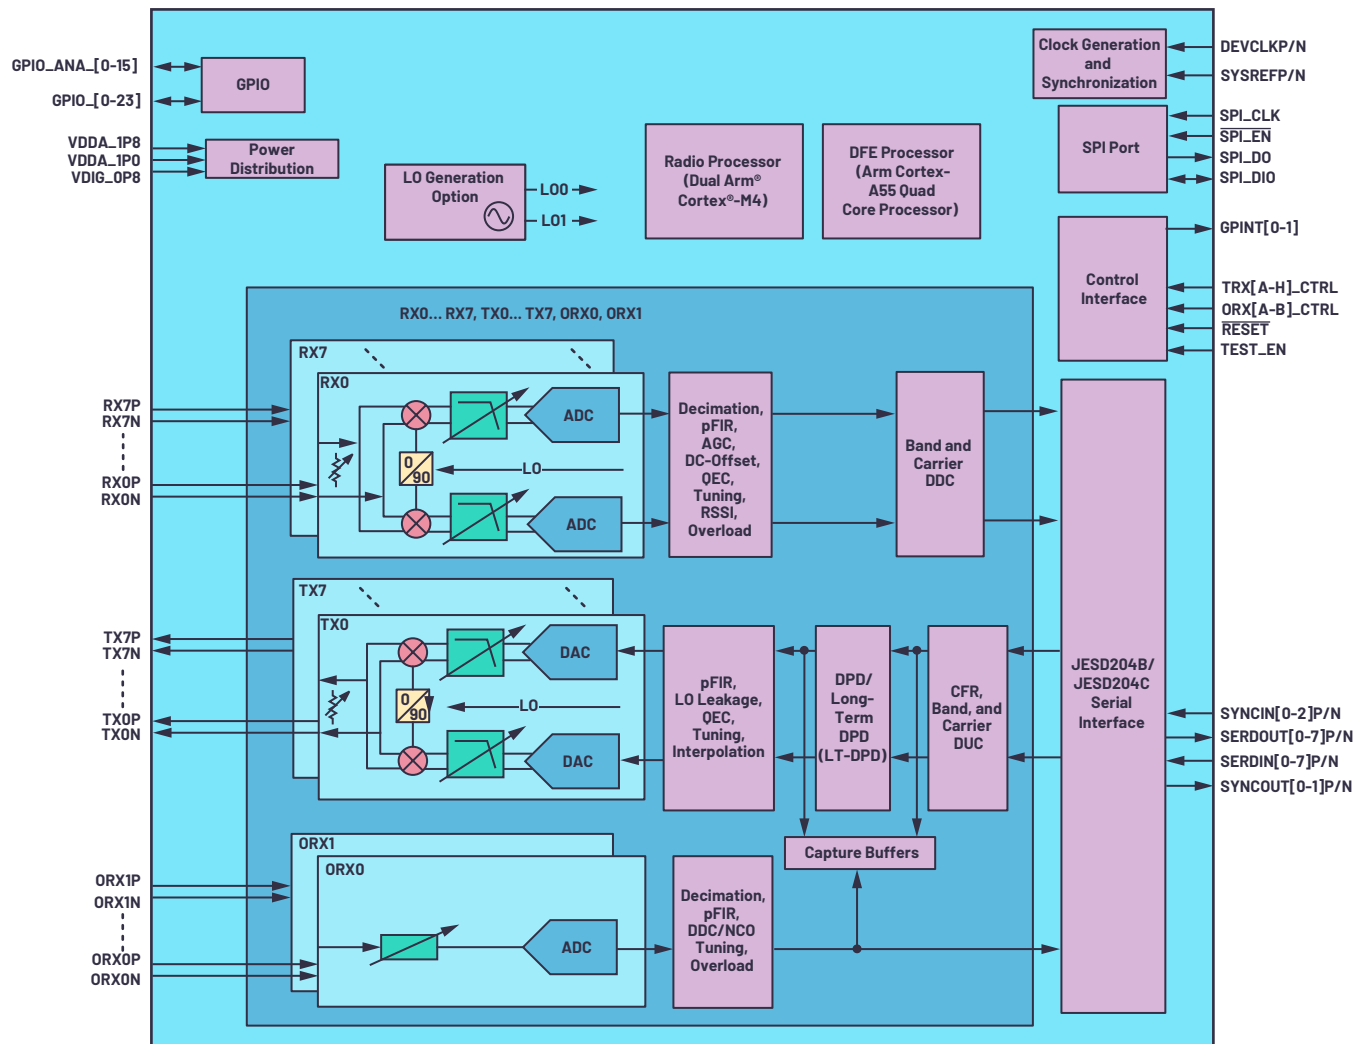 GPIO_ANA_[0-15]
GPIO_[0-23]
GPIO
VDDA_1P8
VDDA_1P0
VDIG_0P8
Power
Distribution
LO Generation
Option
LO0
LO1
Radio Processor
(Dual Arm®
Cortex®-M4)
DFE Processor
(Arm Cortex-
A55 Quad
Core Processor)
Clock Generation
and
Synchronization
DEVCLKP/N
SYSREFP/N
SPI Port
SPI_CLK
SPI_EN
SPI_DO
SPI_DIO
Control
Interface
GPINT[0-1]
TRX[A-H]_CTRL
ORX[A-B]_CTRL
RESET
TEST_EN
RX0... RX7, TX0... TX7, ORX0, ORX1
RX7
RX0
RX7P
RX7N
RX0P
RX0N
0
90
LO
ADC
ADC
Decimation,
pFIR,
AGC,
DC-Offset,
QEC,
Tuning,
RSSI,
Overload
Band and
Carrier
DDC
TX7
TX0
TX7P
TX7N
TX0P
TX0N
0
90
LO
DAC
DAC
pFIR,
LO Leakage,
QEC,
Tuning,
Interpolation
DPD/
Long-
Term
DPD
(LT-DPD)
CFR,
Band, and
Carrier
DUC
JESD204B/
JESD204C
Serial
Interface
SYNCIN[0-2]P/N
SERDOUT[0-7]P/N
SERDIN[0-7]P/N
SYNCOUT[0-1]P/N
Capture Buffers
ORX1
ORX0
ORX1P
ORX1N
ORX0P
ORX0N
ADC
Decimation,
pFIR,
DDC/NCO
Tuning,
Overload